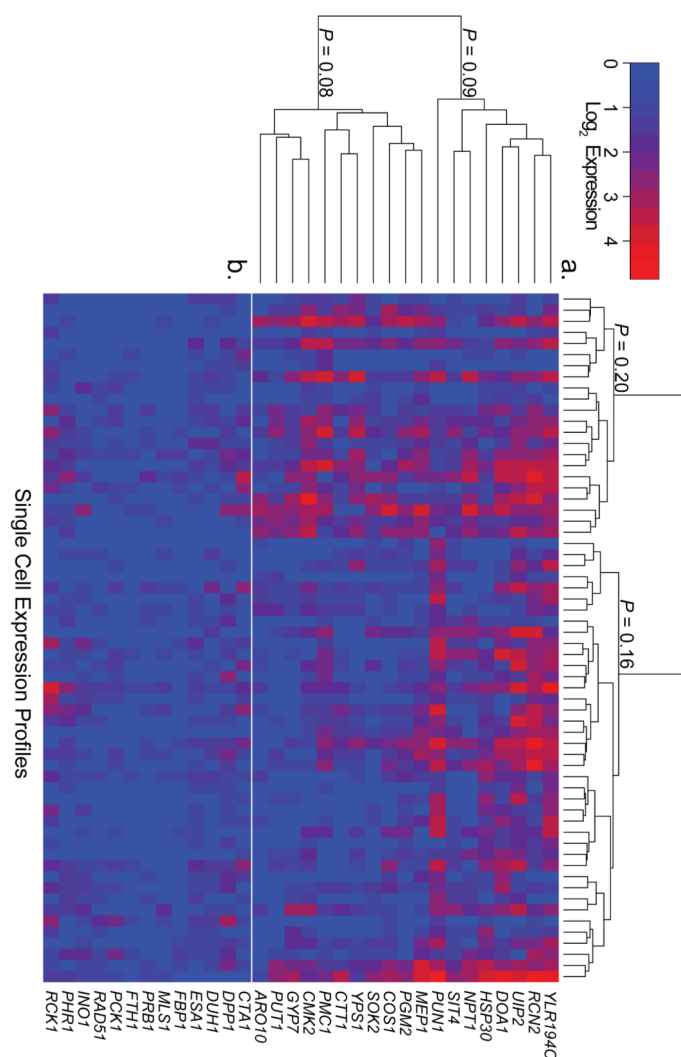 P = 0.08
P = 0.09
0
1
2
3
4
Log2 Expression
a.
b.
P = 0.20
P = 0.16
Single Cell Expression Profiles
RCK1
PHR1
INO1
RAD51
PCK1
FTH1
PRB1
MLS1
FBP1
ESA1
DUH1
DPP1
CTA1
ARO10
PUT1
GYP7
CMK2
PMC1
CTT1
YPS1
SOK2
COS1
PGM2
MEP1
PUN1
SIT4
NPT1
HSP30
DOA1
UIP2
RCN2
YLR194C